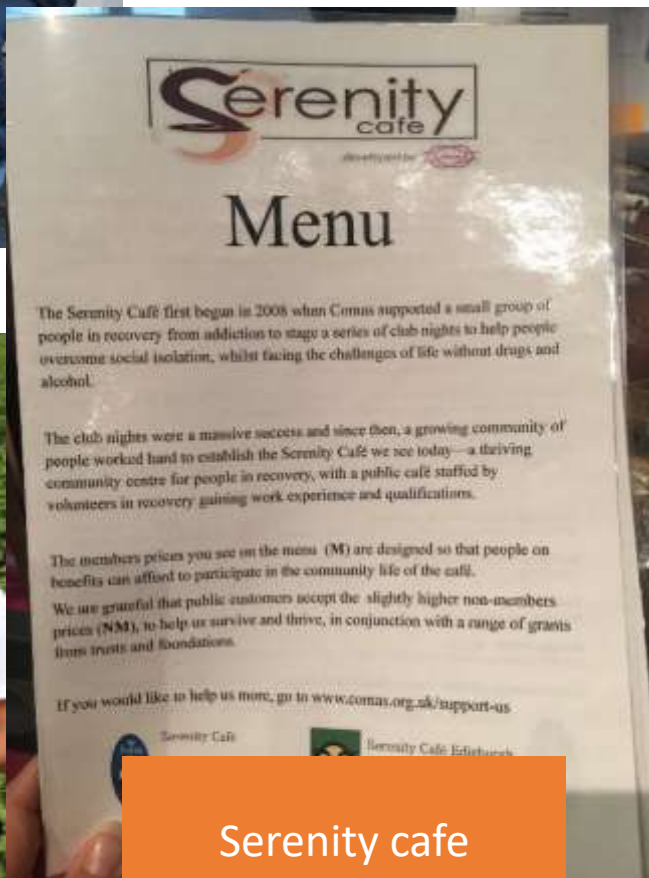 Serenity
cafe
developed by
Menu
The Serenity Café first began in 2008 when Comas supported a small group of
people in recovery from addiction to stage a series of club nights to help people
overcome social isolation, whilst facing the challenges of life without drugs and
alcohol.
The club nights were a massive success and since then, a growing community of
people worked hard to establish the Serenity Café we see today—a thriving
community centre for people in recovery, with a public café staffed by
volunteers in recovery gaining work experience and qualifications.
The members prices you see on the menu (M) are designed so that people on
benefits can afford to participate in the community life of the café.
We are grateful that public customers accept the slightly higher non-members
prices (NM), to help us survive and thrive, in conjunction with a range of grants
from trusts and foundations.
If you would like to help us more, go to www.comas.org.uk/support-us
Serenity Café
Serenity Café Edinburgh
Serenity cafe